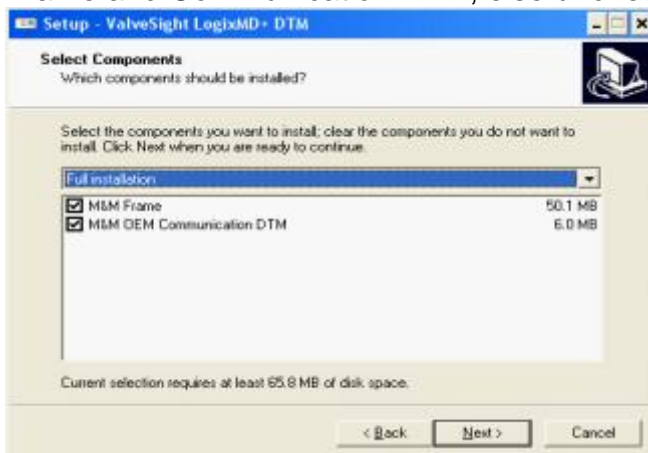 Setup - ValveSight LogixMD+ DTM
Select Components
Which components should be installed?
Select the components you want to install; clear the components you do not want to
install. Click Next when you are ready to continue.
Full installation
M&M Frame 50.1 MB
M&M OEM Communication DTM 6.0 MB
Current selection requires at least 65.8 MB of disk space.
< Back Next > Cancel